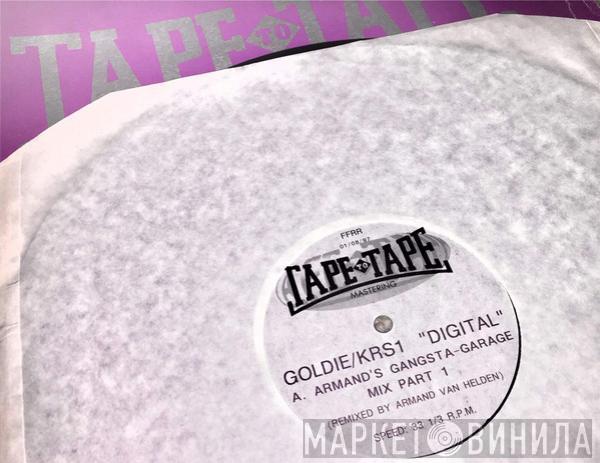 TAPE TO TAPE
FFRR
01/08/97
TAPE TO TAPE
MASTERING
GOLDIE/KRS1 "DIGITAL"
A. ARMAND'S GANGSTA-GARAGE
MIX PART 1
(REMIXED BY ARMAND VAN HELDEN)
SPEED: 33 1/3 R.P.M.
МАРКЕТ ВИНИЛА